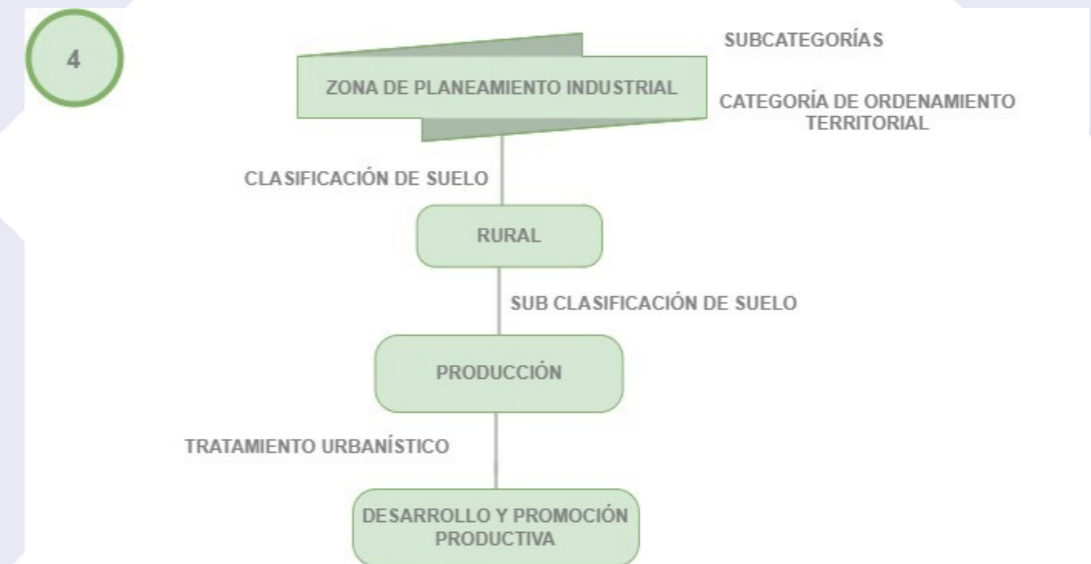 4
SUBCATEGORÍAS
ZONA DE PLANEAMIENTO INDUSTRIAL
CATEGORÍA DE ORDENAMIENTO
TERRITORIAL
CLASIFICACIÓN DE SUELO
RURAL
SUB CLASIFICACIÓN DE SUELO
PRODUCCIÓN
TRATAMIENTO URBANÍSTICO
DESARROLLO Y PROMOCIÓN
PRODUCTIVA